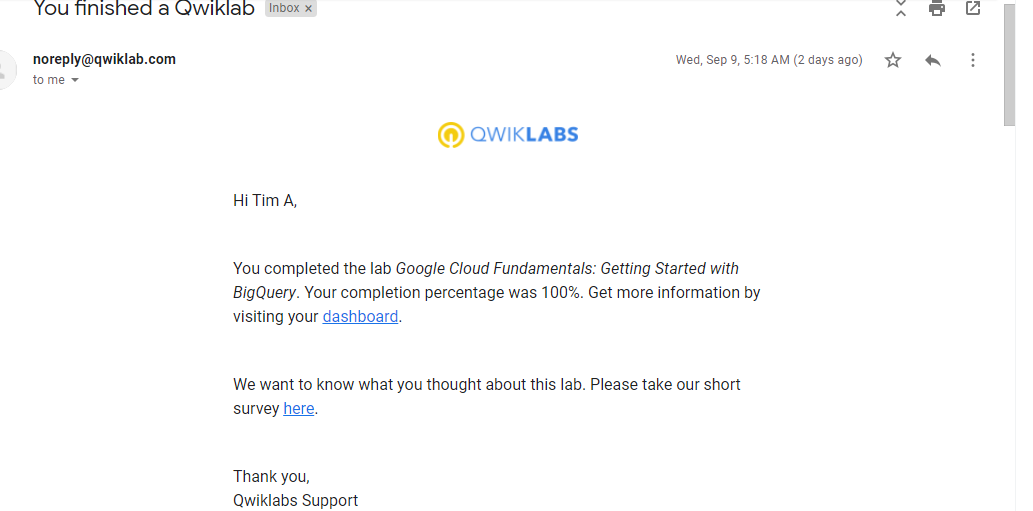 You finished a Qwiklab Inbox x
noreply@qwiklab.com Wed, Sep 9, 5:18 AM (2 days ago)
to me
QWIKLABS
Hi Tim A,
You completed the lab Google Cloud Fundamentals: Getting Started with
BigQuery. Your completion percentage was 100%. Get more information by
visiting your dashboard.
We want to know what you thought about this lab. Please take our short
survey here.
Thank you,
Qwiklabs Support